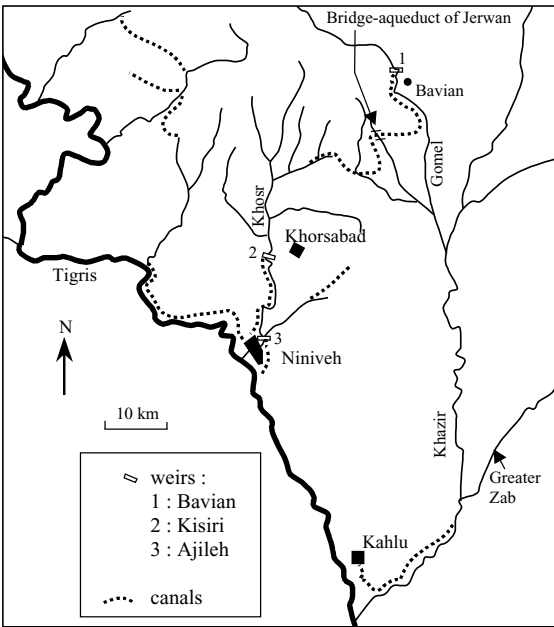 Bridge-aqueduct of Jerwan
1
Bavian
Gomel
Khosr
2
Khorsabad
Tigris
N
3
Niniveh
10 km
Khazir
Greater
Zab
weirs :
1 : Bavian
2 : Kisiri
3 : Ajileh
canals
Kahlu